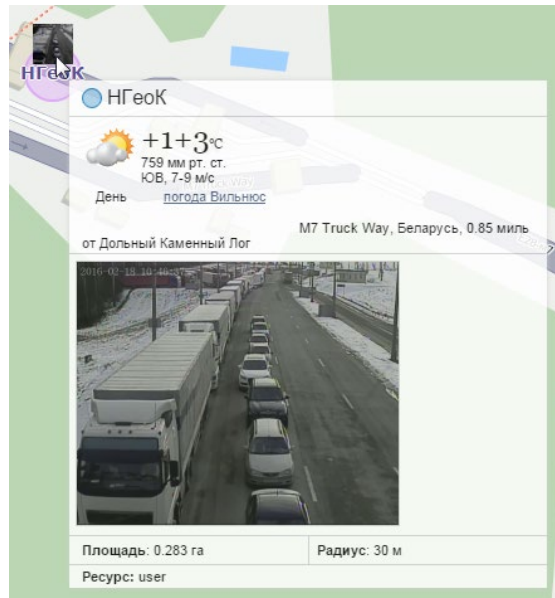 НГеоК
НГеоК
+1+3°C
759 мм рт. ст.
ЮВ, 7-9 м/с
День погода Вильнюс
M7 Truck Way, Беларусь, 0.85 миль
от Дольный Каменный Лог
2016-02-18
Площадь: 0.283 га Радиус: 30 м
Ресурс: user